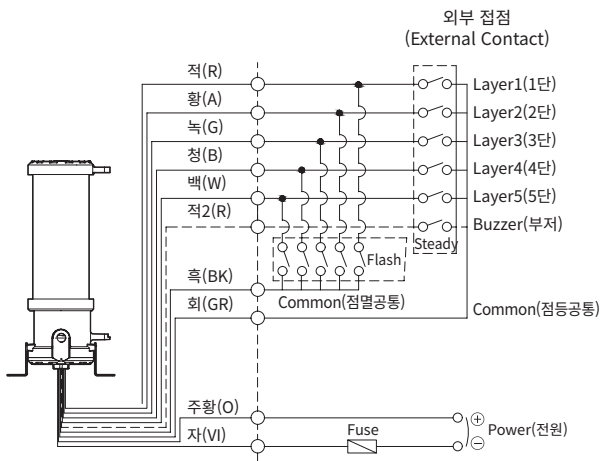 외부 접점
(External Contact)
적(R)
Layer1(1단)
황(A)
Layer2(2단)
녹(G)
Layer3(3단)
청(B)
Layer4(4단)
백(W)
Layer5(5단)
적2(R)
Buzzer(부저)
Steady
Flash
흑(BK)
Common(점멸공통)
회(GR)
Common(점등공통)
주황(O)
Fuse
Power(전원)
자(VI)